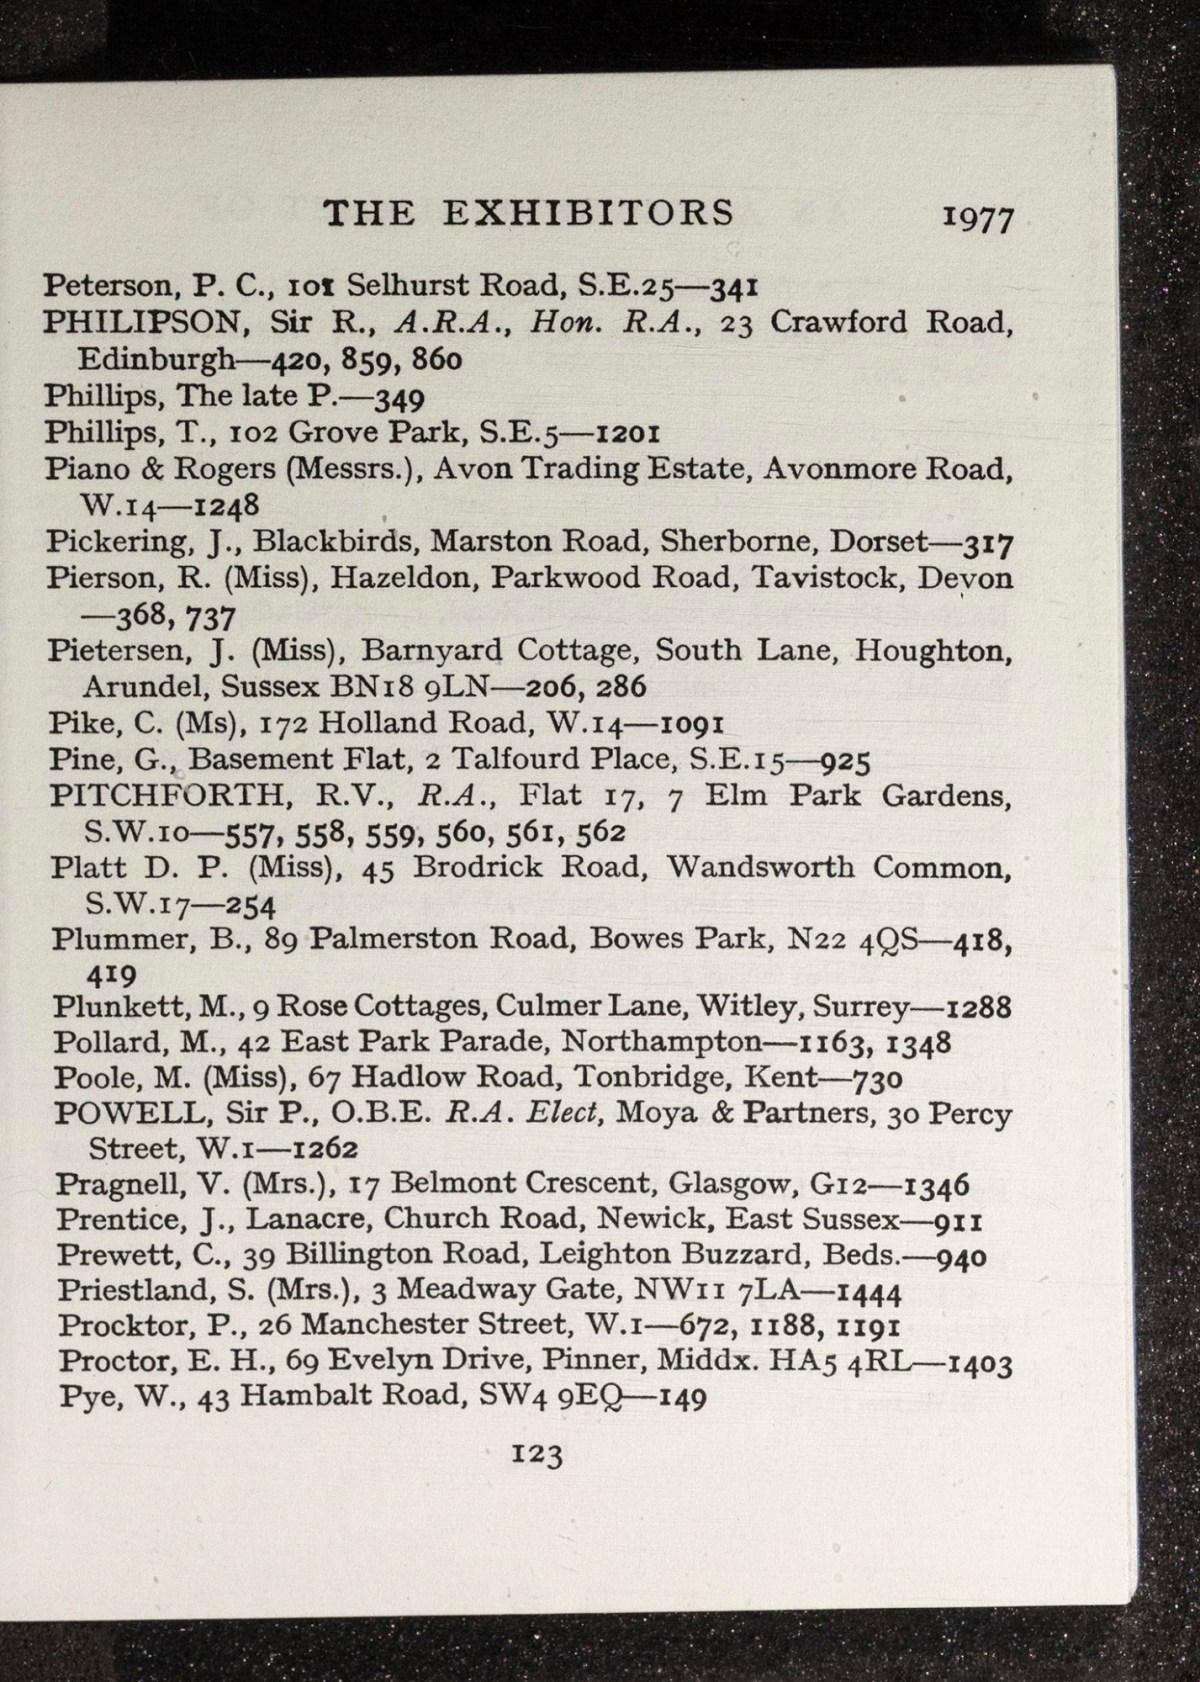 THE EXHIBITORS 1977
Peterson, P. C., 101 Selhurst Road, S.E.25—341
PHILIPSON, Sir R., A.R.A., Hon. R.A., 23 Crawford Road,
Edinburgh—420, 859, 860
Phillips, The late P.—349
Phillips, T., 102 Grove Park, S.E.5—1201
Piano & Rogers (Messrs.), Avon Trading Estate, Avonmore Road,
W.14—1248
Pickering, J., Blackbirds, Marston Road, Sherborne, Dorset—317
Pierson, R. (Miss), Hazeldon, Parkwood Road, Tavistock, Devon
—368, 737
Pietersen, J. (Miss), Barnyard Cottage, South Lane, Houghton,
Arundel, Sussex BN18 9LN—206, 286
Pike, C. (Ms), 172 Holland Road, W.14—1091
Pine, G., Basement Flat, 2 Talfourd Place, S.E.15—925
PITCHFORTH, R.V., R.A., Flat 17, 7 Elm Park Gardens,
S.W.10—557, 558, 559, 560, 561, 562
Platt D. P. (Miss), 45 Brodrick Road, Wandsworth Common,
S.W.17—254
Plummer, B., 89 Palmerston Road, Bowes Park, N22 4QS—418,
419
Plunkett, M., 9 Rose Cottages, Culmer Lane, Witley, Surrey—1288
Pollard, M., 42 East Park Parade, Northampton—1163, 1348
Poole, M. (Miss), 67 Hadlow Road, Tonbridge, Kent—730
POWELL, Sir P., O.B.E. R.A. Elect, Moya & Partners, 30 Percy
Street, W.1—1262
Pragnell, V. (Mrs.), 17 Belmont Crescent, Glasgow, G12—1346
Prentice, J., Lanacre, Church Road, Newick, East Sussex—911
Prewett, C., 39 Billington Road, Leighton Buzzard, Beds.—940
Priestland, S. (Mrs.), 3 Meadway Gate, NW11 7LA—1444
Procktor, P., 26 Manchester Street, W.1—672, 1188, 1191
Proctor, E. H., 69 Evelyn Drive, Pinner, Middx. HA5 4RL—1403
Pye, W., 43 Hambalt Road, SW4 9EQ—149
123